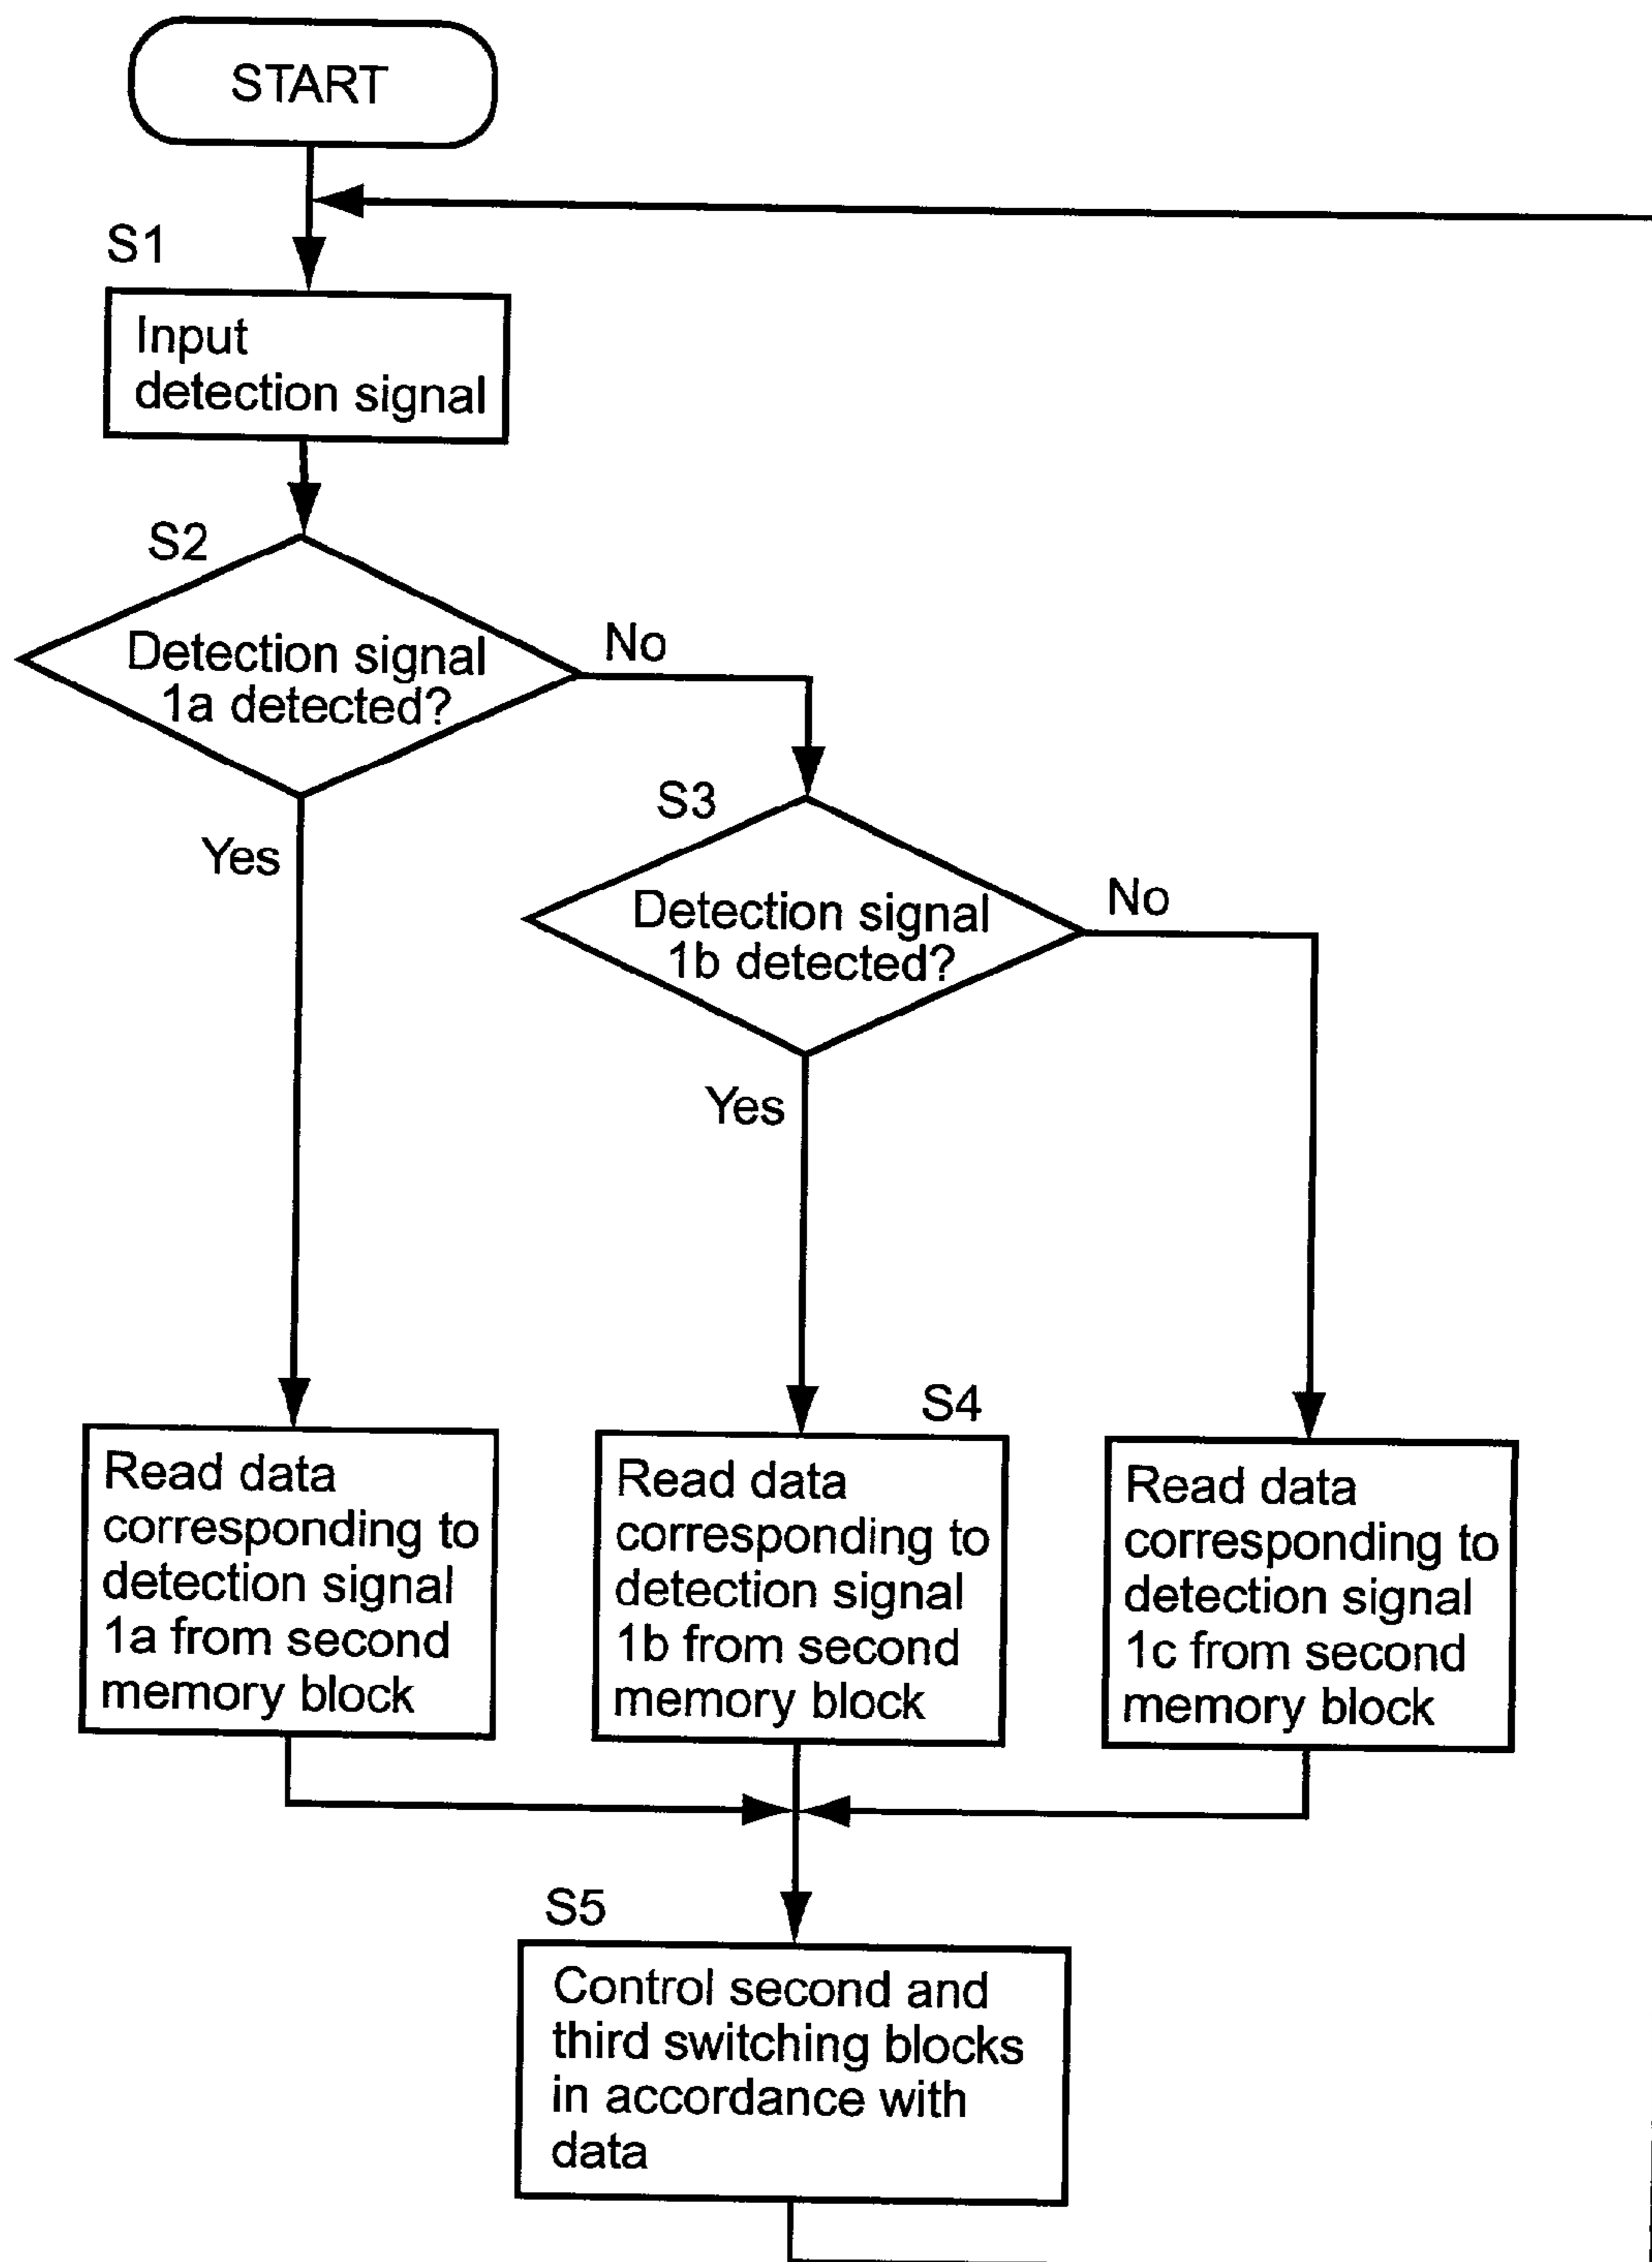 START
S1
Input
detection signal
S2
Detection signal
1a detected?
No
Yes
S3
Detection signal
1b detected?
No
Yes
S4
Read data
corresponding to
detection signal
1a from second
memory block
Read data
corresponding to
detection signal
1b from second
memory block
Read data
corresponding to
detection signal
1c from second
memory block
S5
Control second and
third switching blocks
in accordance with
data